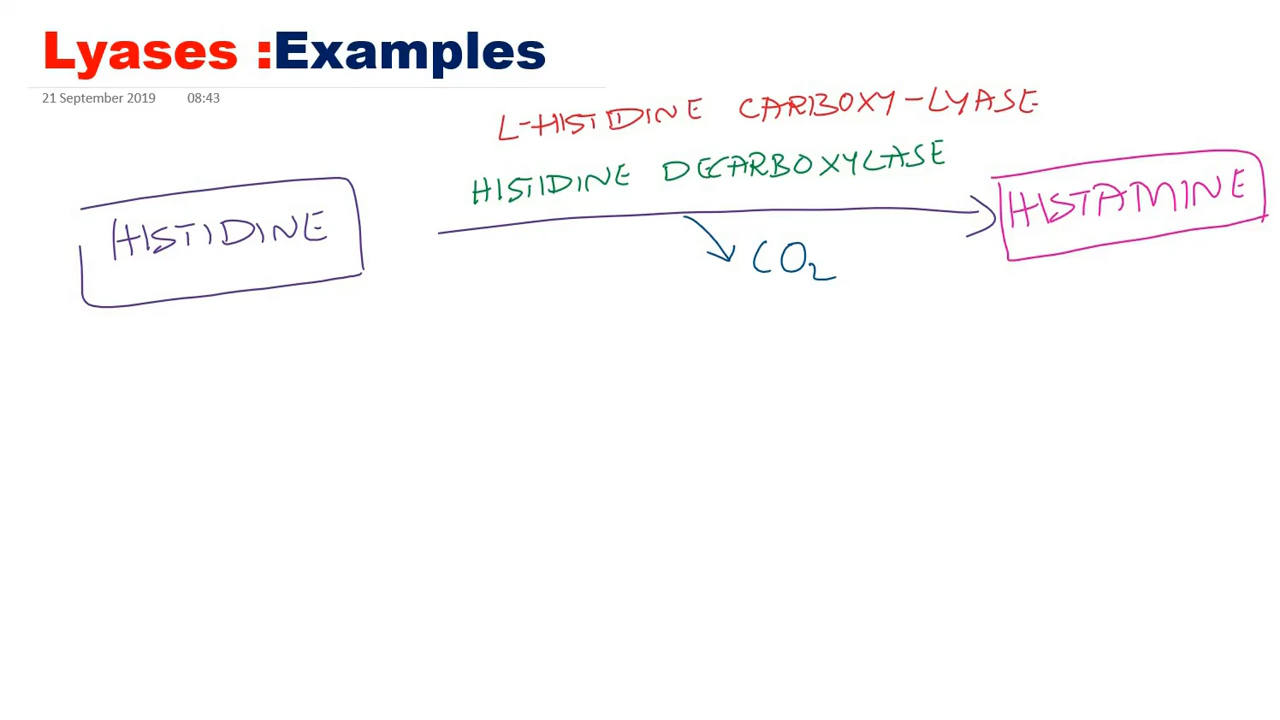 Lyases :Examples
21 September 2019 08:43
L-HISTIDINE CARBOXY-LYASE
HISTIDINE DECARBOXYLASE
HISTIDINE
HISTAMINE
CO2